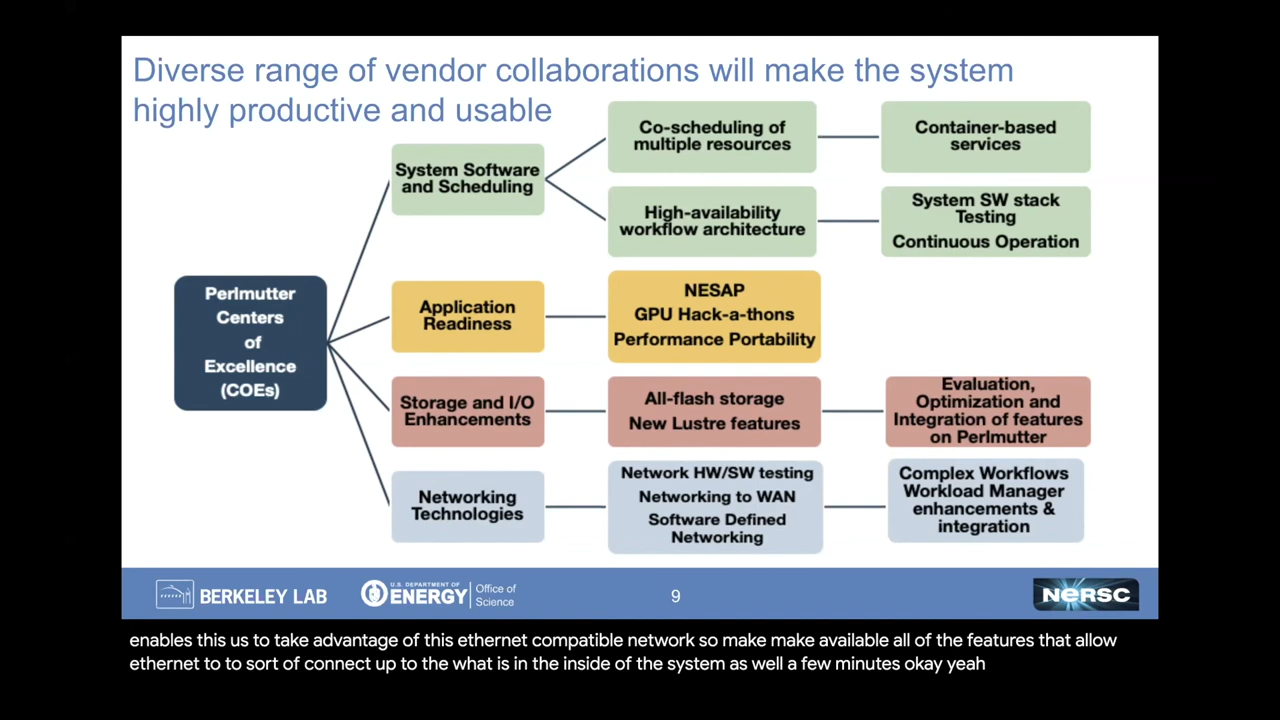 Diverse range of vendor collaborations will make the system
highly productive and usable
Perlmutter
Centers
of
Excellence
(COEs)
System Software
and Scheduling
Co-scheduling of
multiple resources
Container-based
services
High-availability
workflow architecture
System SW stack
Testing
Continuous Operation
Application
Readiness
NESAP
GPU Hack-a-thons
Performance Portability
Storage and I/O
Enhancements
All-flash storage
New Lustre features
Evaluation,
Optimization and
Integration of features
on Perlmutter
Networking
Technologies
Network HW/SW testing
Networking to WAN
Software Defined
Networking
Complex Workflows
Workload Manager
enhancements &
integration
BERKELEY LAB
U.S. DEPARTMENT OF
ENERGY
Office of
Science
9
NERSC
enables this us to take advantage of this ethernet compatible network so make make available all of the features that allow
ethernet to to sort of connect up to the what is in the inside of the system as well a few minutes okay yeah